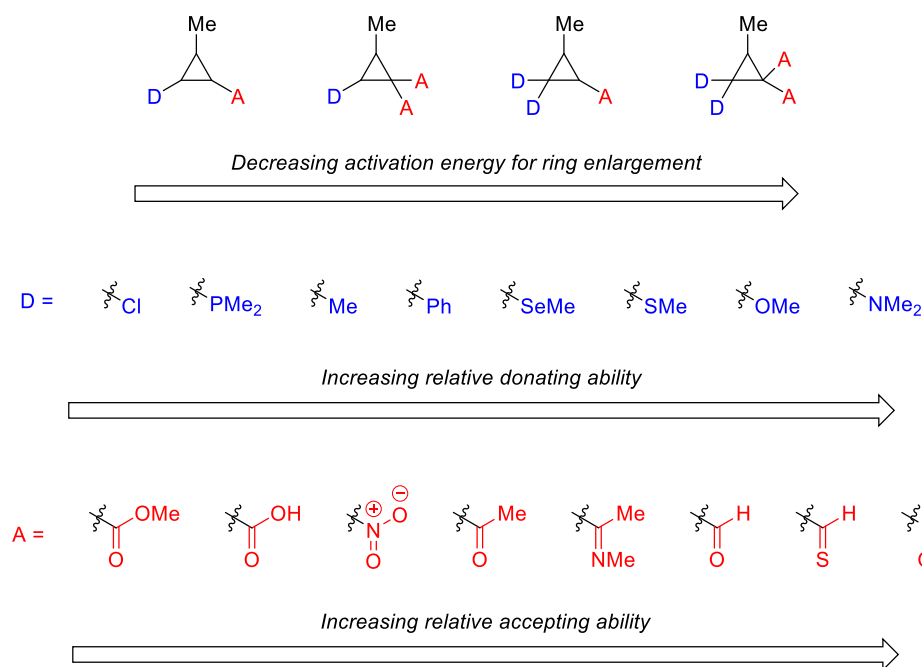 Me Me Me Me
D A D A A D D A D D A A
Decreasing activation energy for ring enlargement
D = Cl PMe₂ Me Ph SeMe SMe OMe NMe₂
Increasing relative donating ability
A = OMe O OH O ⊕ N O ⊖ O Me O Me NMe H O H S
Increasing relative accepting ability